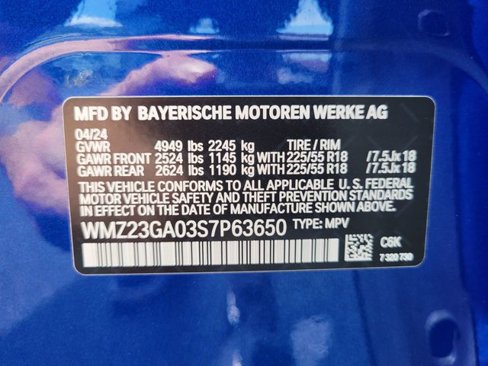 MFD BY BAYERISCHE MOTOREN WERKE AG
04/24
GVWR 4949 lbs 2245 kg TIRE / RIM
GAWR FRONT 2524 lbs 1145 kg WITH 225/55 R18 /7.5Jx18
GAWR REAR 2624 lbs 1190 kg WITH 225/55 R18 /7.5Jx18
THIS VEHICLE CONFORMS TO ALL APPLICABLE U.S. FEDERAL
MOTOR VEHICLE SAFETY AND THEFT PREVENTION STANDARDS
IN EFFECT ON THE DATE OF MANUFACTURE SHOWN ABOVE.
WMZ23GA03S7P63650 TYPE: MPV
C6K
7 320 730